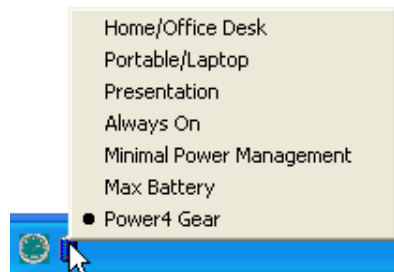 Home/Office Desk
Portable/Laptop
Presentation
Always On
Minimal Power Management
Max Battery
Power4 Gear